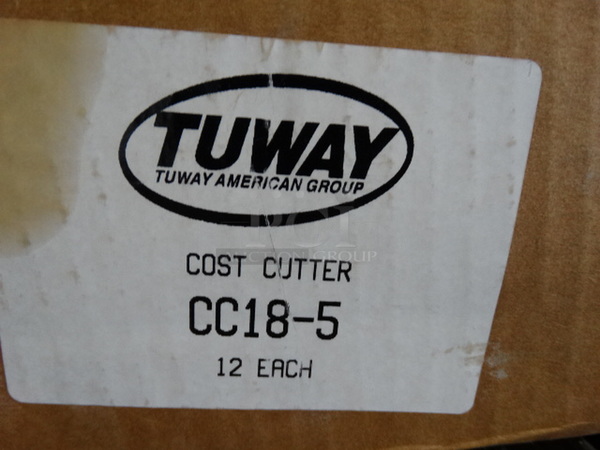 TUWAY
TUWAY AMERICAN GROUP
COST CUTTER
CC18-5
12 EACH